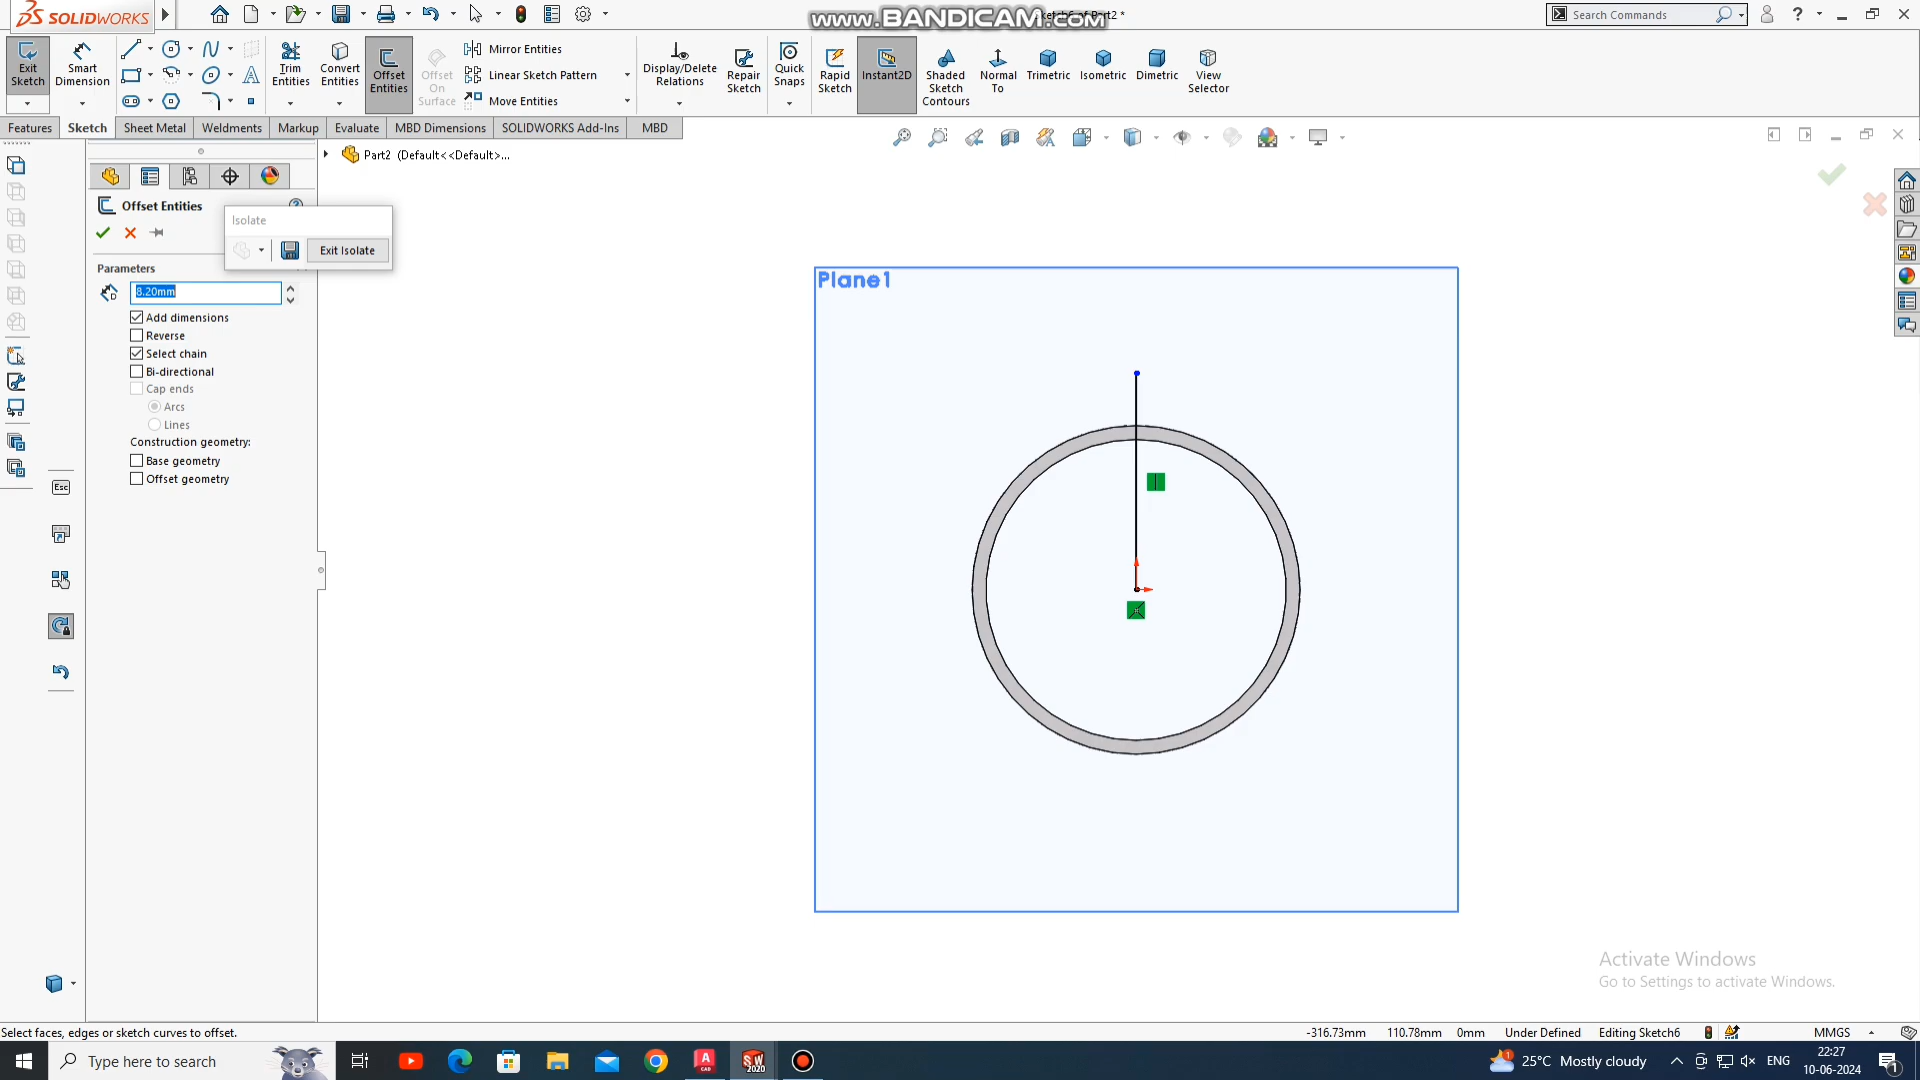 SOLIDWORKS
www.BANDICAM.com
Part2 *
Search Commands
Exit Sketch
Smart Dimension
Trim Entities
Convert Entities
Offset Entities
Offset On Surface
Mirror Entities
Linear Sketch Pattern
Move Entities
Display/Delete Relations
Repair Sketch
Quick Snaps
Rapid Sketch
Instant2D
Shaded Sketch Contours
Normal To
Trimetric
Isometric
Dimetric
View Selector
Features
Sketch
Sheet Metal
Weldments
Markup
Evaluate
MBD Dimensions
SOLIDWORKS Add-Ins
MBD
Part2 (Default<<Default>...
Offset Entities
Isolate
Exit Isolate
Parameters
8.20mm
Add dimensions
Reverse
Select chain
Bi-directional
Cap ends
Arcs
Lines
Construction geometry:
Base geometry
Offset geometry
Esc
Plane1
Activate Windows
Go to Settings to activate Windows.
Select faces, edges or sketch curves to offset.
-316.73mm 110.78mm 0mm Under Defined Editing Sketch6 MMGS
Type here to search
25°C Mostly cloudy
ENG
22:27
10-06-2024